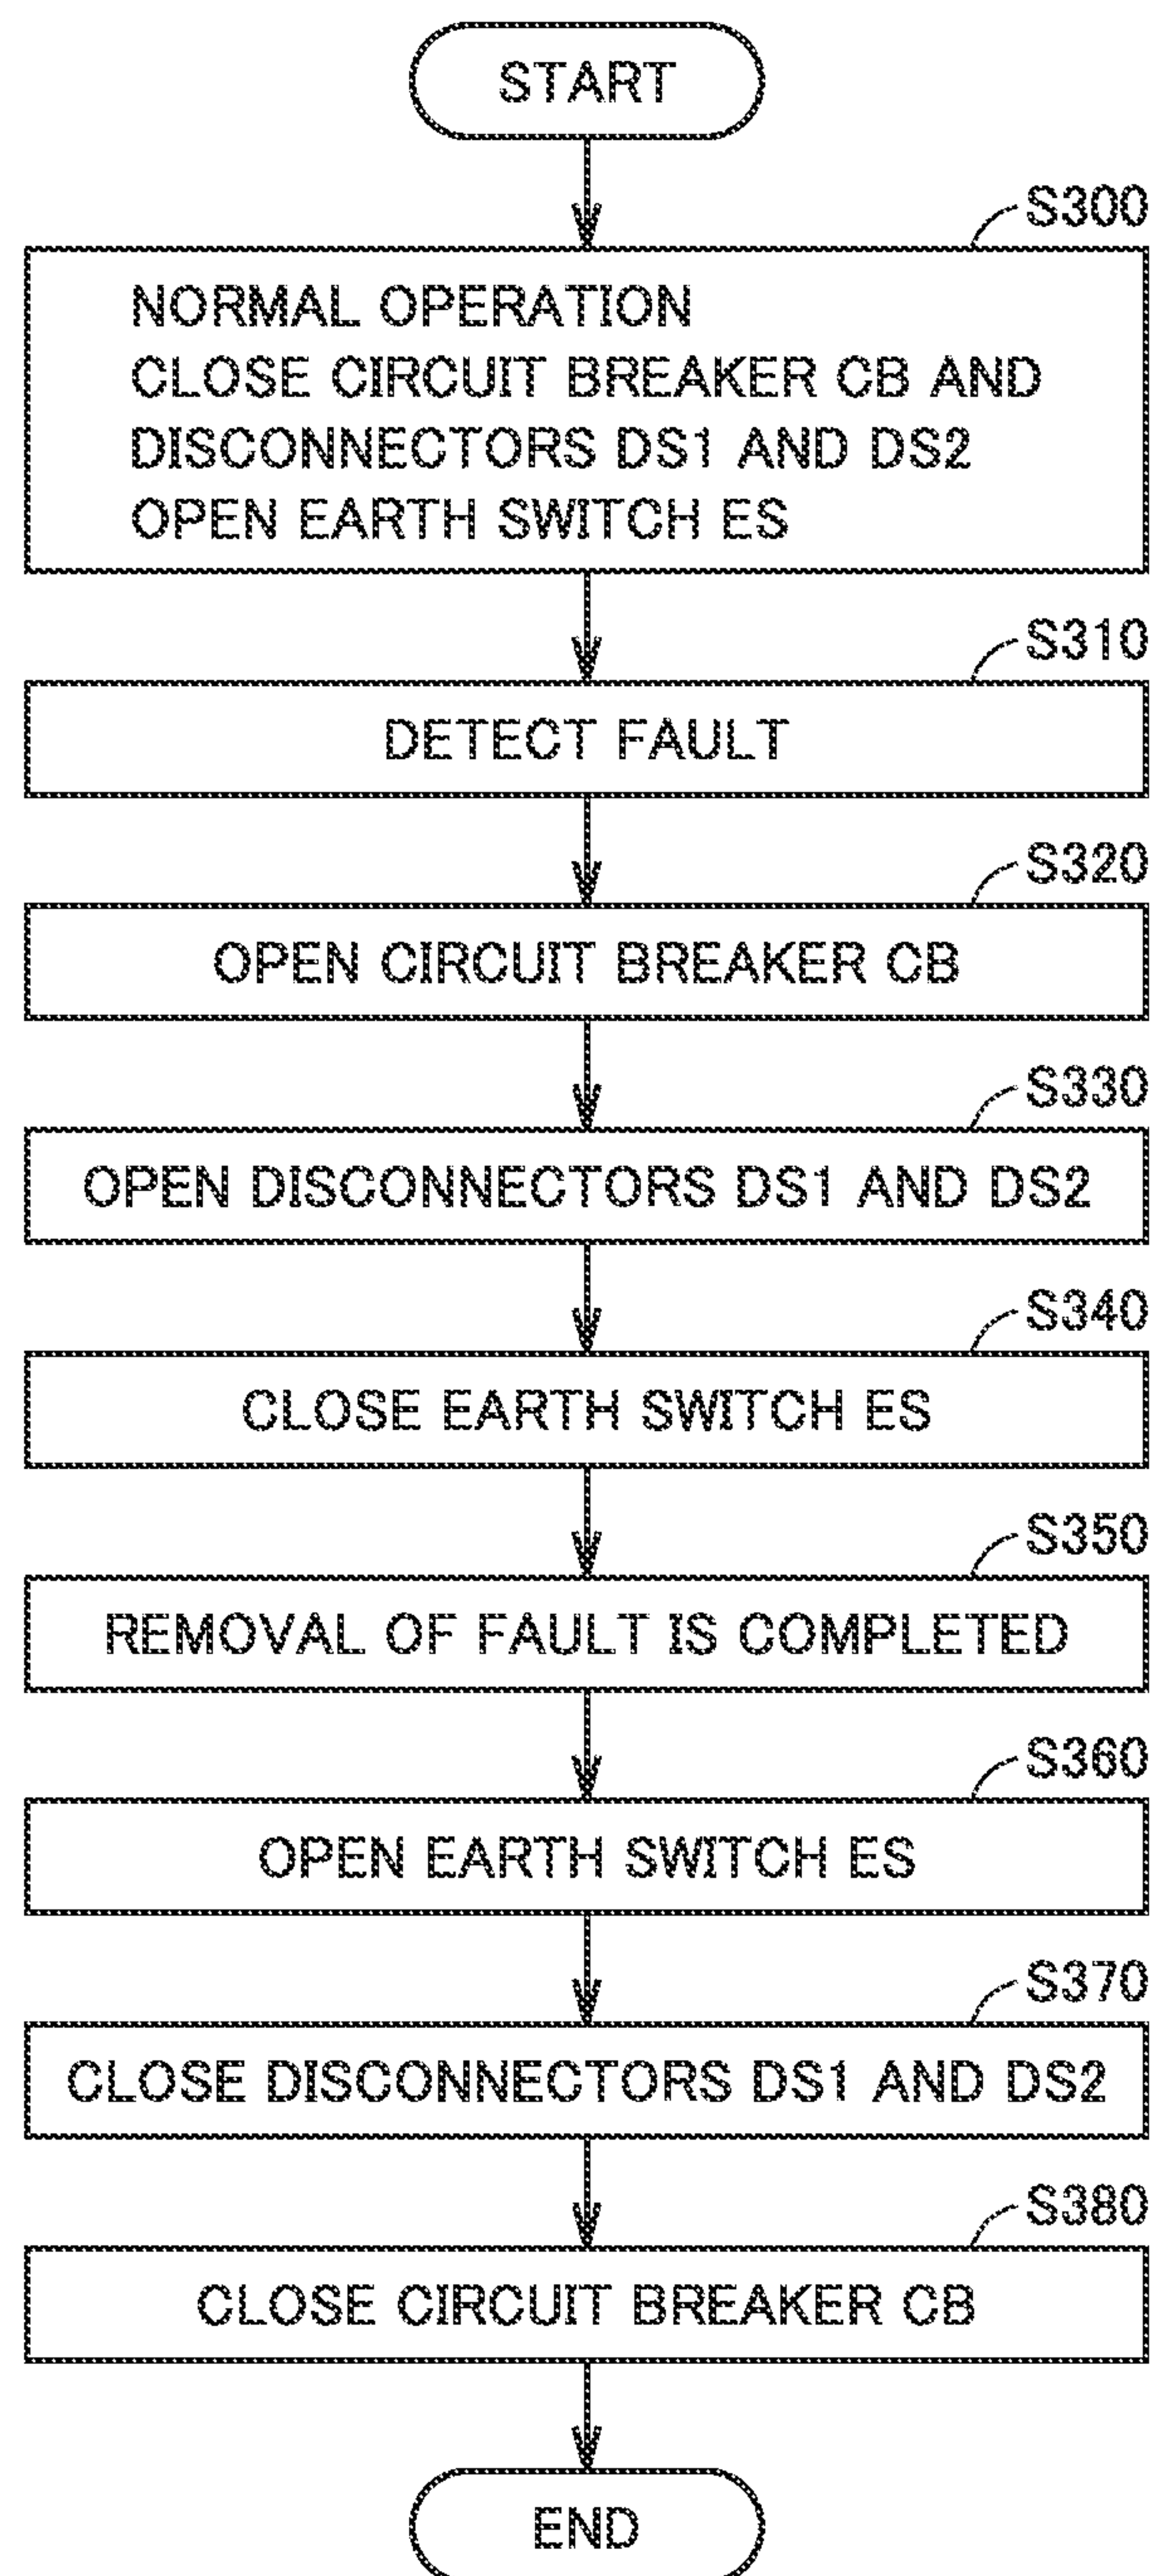 START
S300
NORMAL OPERATION
CLOSE CIRCUIT BREAKER CB AND
DISCONNECTORS DS1 AND DS2
OPEN EARTH SWITCH ES
S310
DETECT FAULT
S320
OPEN CIRCUIT BREAKER CB
S330
OPEN DISCONNECTORS DS1 AND DS2
S340
CLOSE EARTH SWITCH ES
S350
REMOVAL OF FAULT IS COMPLETED
S360
OPEN EARTH SWITCH ES
S370
CLOSE DISCONNECTORS DS1 AND DS2
S380
CLOSE CIRCUIT BREAKER CB
END